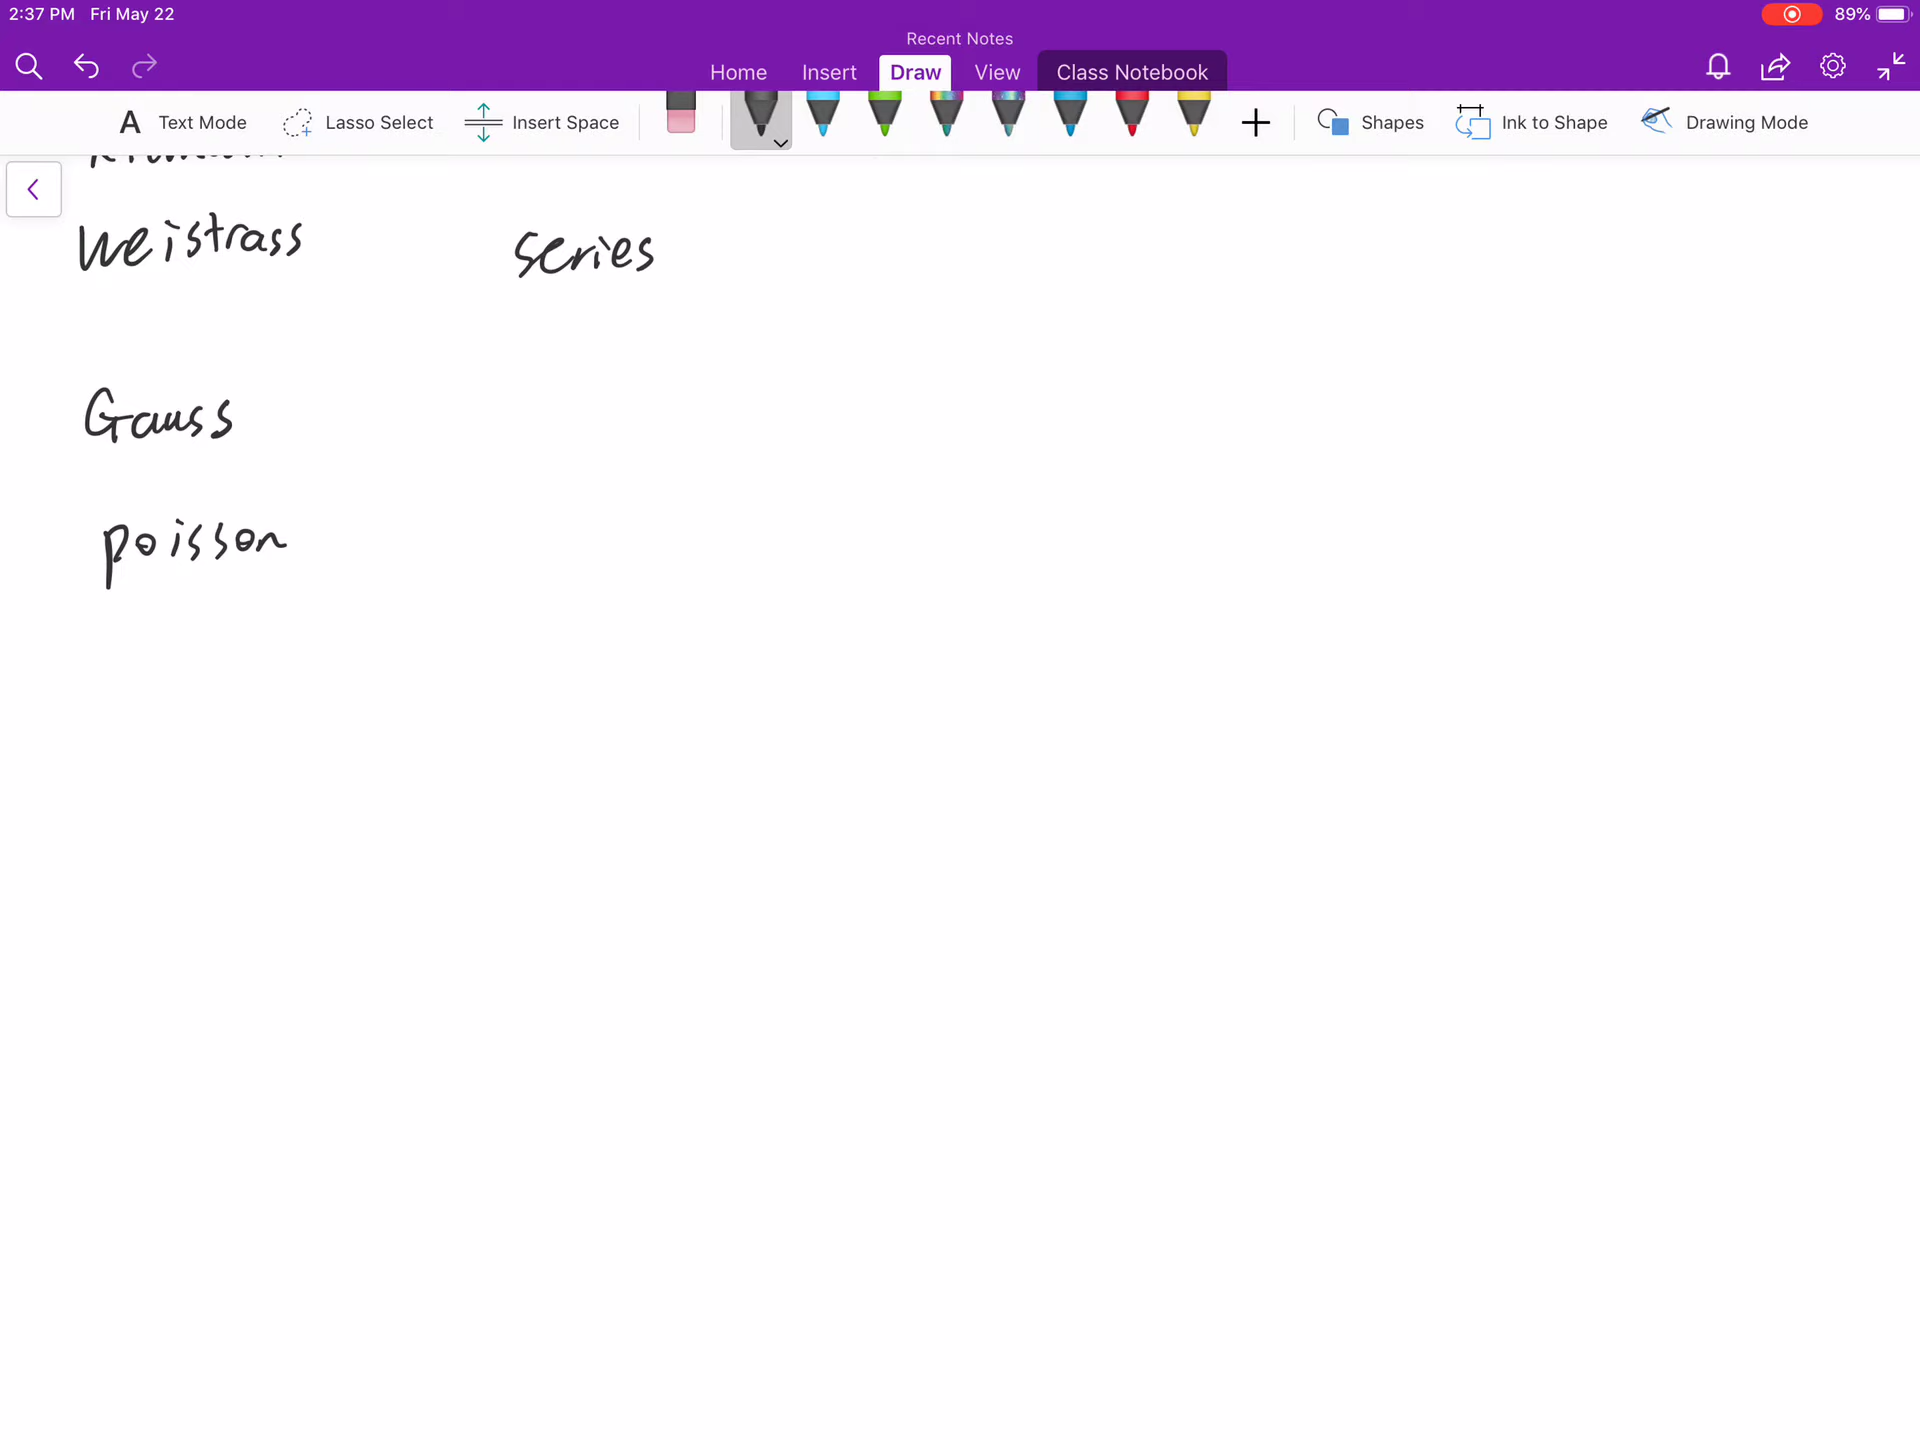 2:37 PM Fri May 22
89%
Recent Notes
Home Insert Draw View Class Notebook
Text Mode Lasso Select Insert Space Shapes Ink to Shape Drawing Mode
Weistrass series
Gauss
poisson